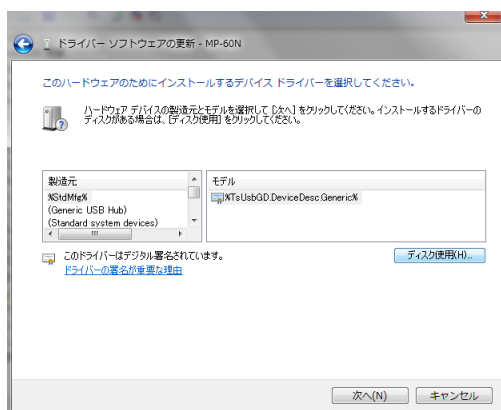 ドライバー ソフトウェアの更新 - MP-60N
このハードウェアのためにインストールするデバイス ドライバーを選択してください。
ハードウェア デバイスの製造元とモデルを選択して [次へ] をクリックしてください。インストールするドライバーの
ディスクがある場合は、[ディスク使用] をクリックしてください。
製造元
%StdMfg%
(Generic USB Hub)
(Standard system devices)
モデル
%TsUsbGD.DeviceDesc.Generic%
このドライバーはデジタル署名されています。
ドライバーの署名が重要な理由
ディスク使用(H)...
次へ(N)
キャンセル